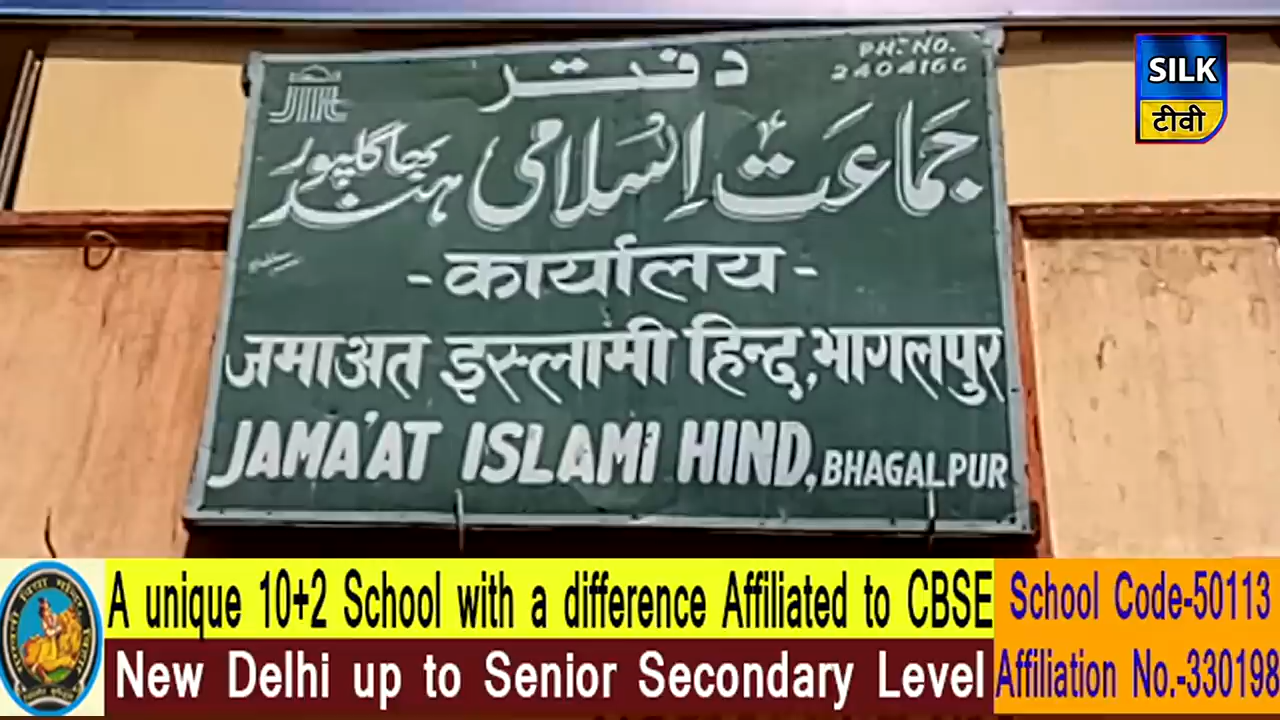 دفتر
PH. NO.
2404166
JIH
جماعت اسلامی ہند
بھاگلپور
-कार्यालय-
जमाअत इस्लामी हिन्द, भागलपुर
JAMA'AT ISLAMI HIND, BHAGALPUR
SILK
टीवी
A unique 10+2 School with a difference Affiliated to CBSE
New Delhi up to Senior Secondary Level
School Code-50113
Affiliation No.-330198